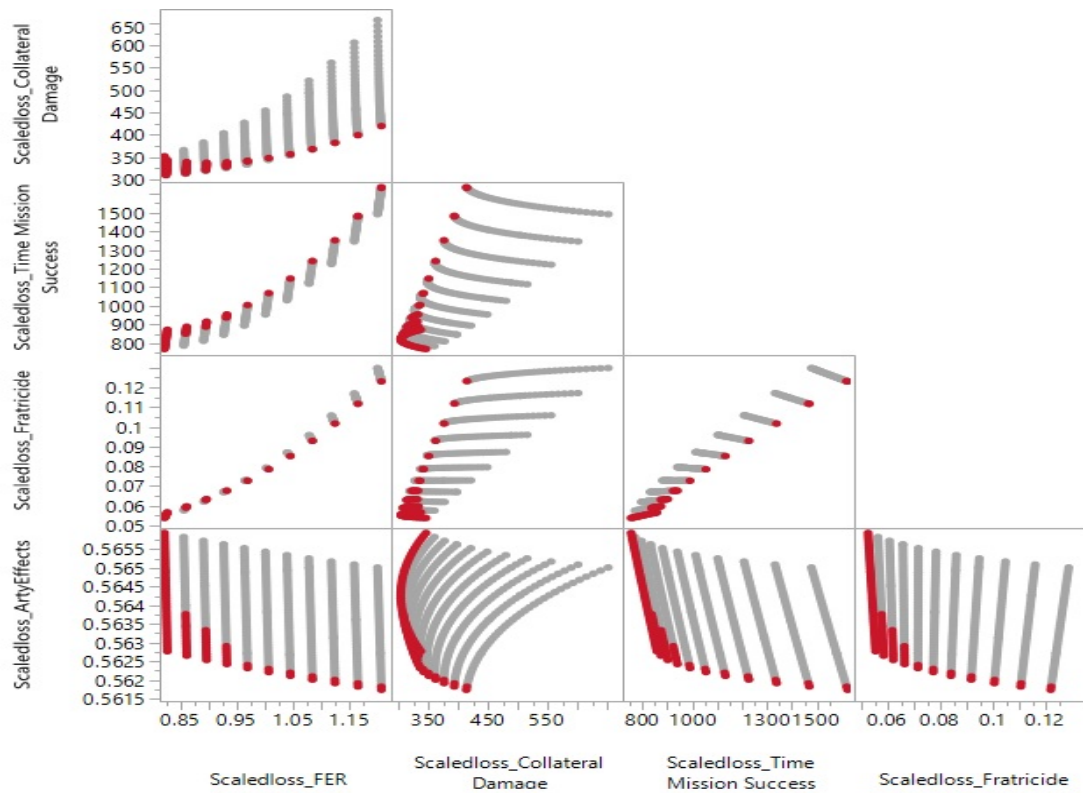 Scaledloss_Collateral
Damage
650
600
550
500
450
400
350
300
Scaledloss_Time Mission
Success
1500
1400
1300
1200
1100
1000
900
800
Scaledloss_Fratricide
0.12
0.11
0.1
0.09
0.08
0.07
0.06
0.05
Scaledloss_ArtyEffects
0.5655
0.565
0.5645
0.564
0.5635
0.563
0.5625
0.562
0.5615
0.85 0.95 1.05 1.15
350 450 550
800 1000 1300 1500
0.06 0.08 0.1 0.12
Scaledloss_FER
Scaledloss_Collateral
Damage
Scaledloss_Time
Mission Success
Scaledloss_Fratricide